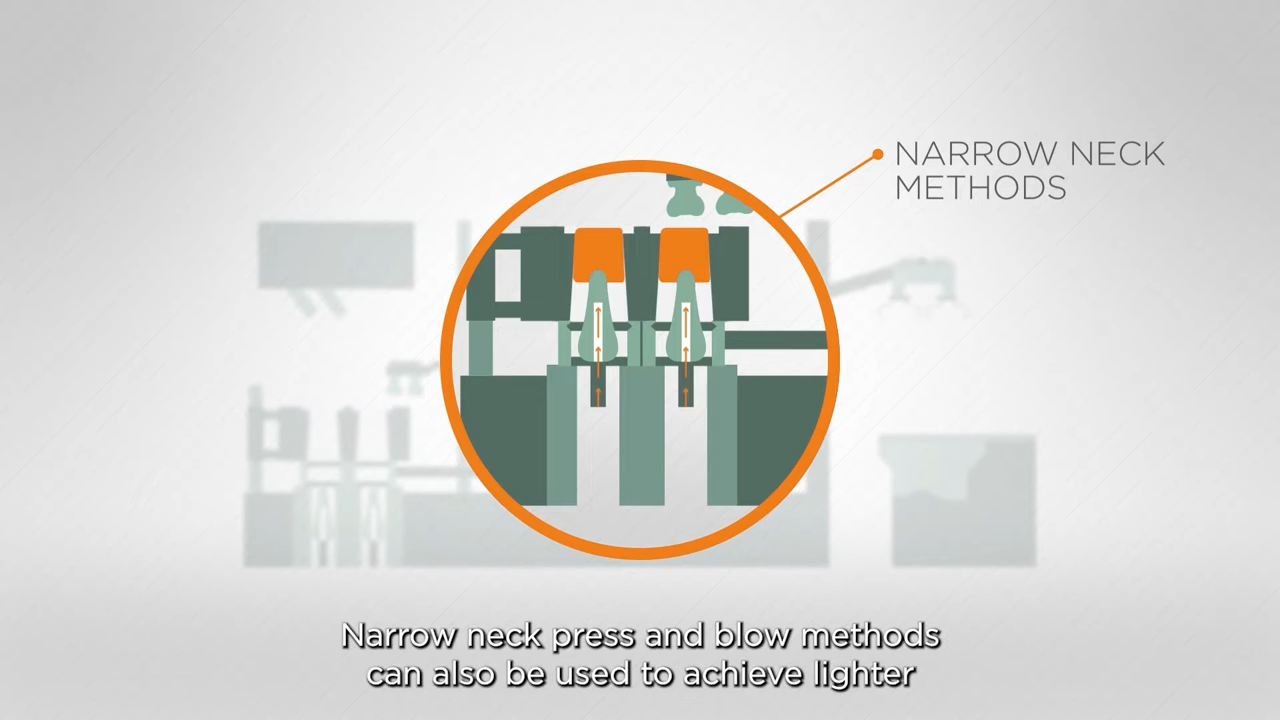 NARROW NECK
METHODS
Narrow neck press and blow methods
can also be used to achieve lighter